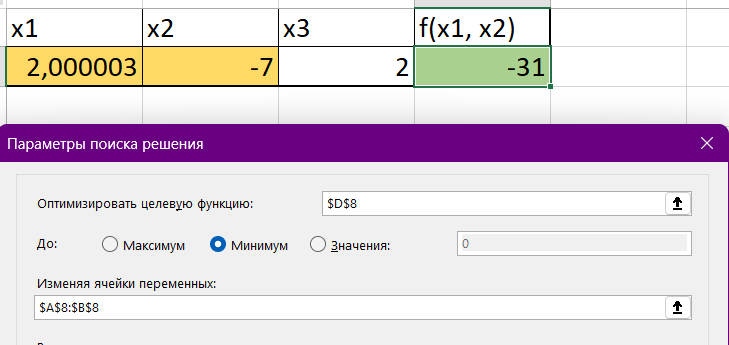 x1 x2 x3 f(x1, x2)
2,000003 -7 2 -31
Параметры поиска решения
Оптимизировать целевую функцию: $D$8
До: Максимум Минимум Значения: 0
Изменяя ячейки переменных:
$A$8:$B$8